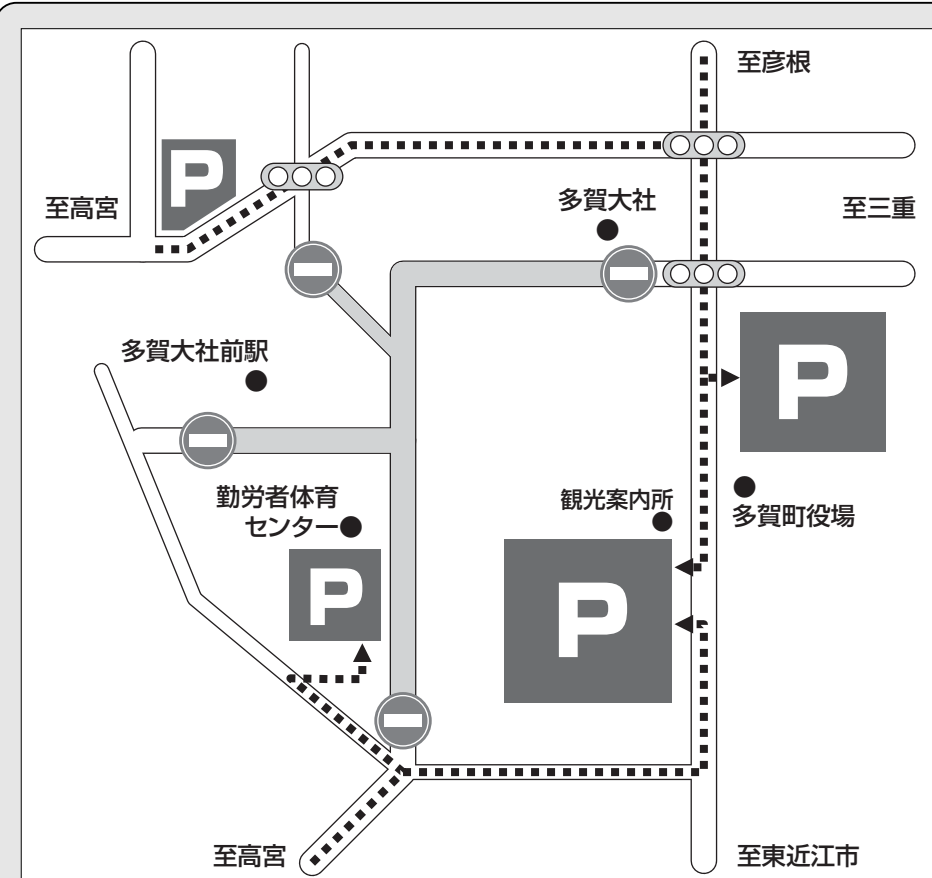 至彦根
P
至高宮
多賀大社
至三重
多賀大社前駅
P
勤労者体育
センター
観光案内所
多賀町役場
P
P
至高宮
至東近江市